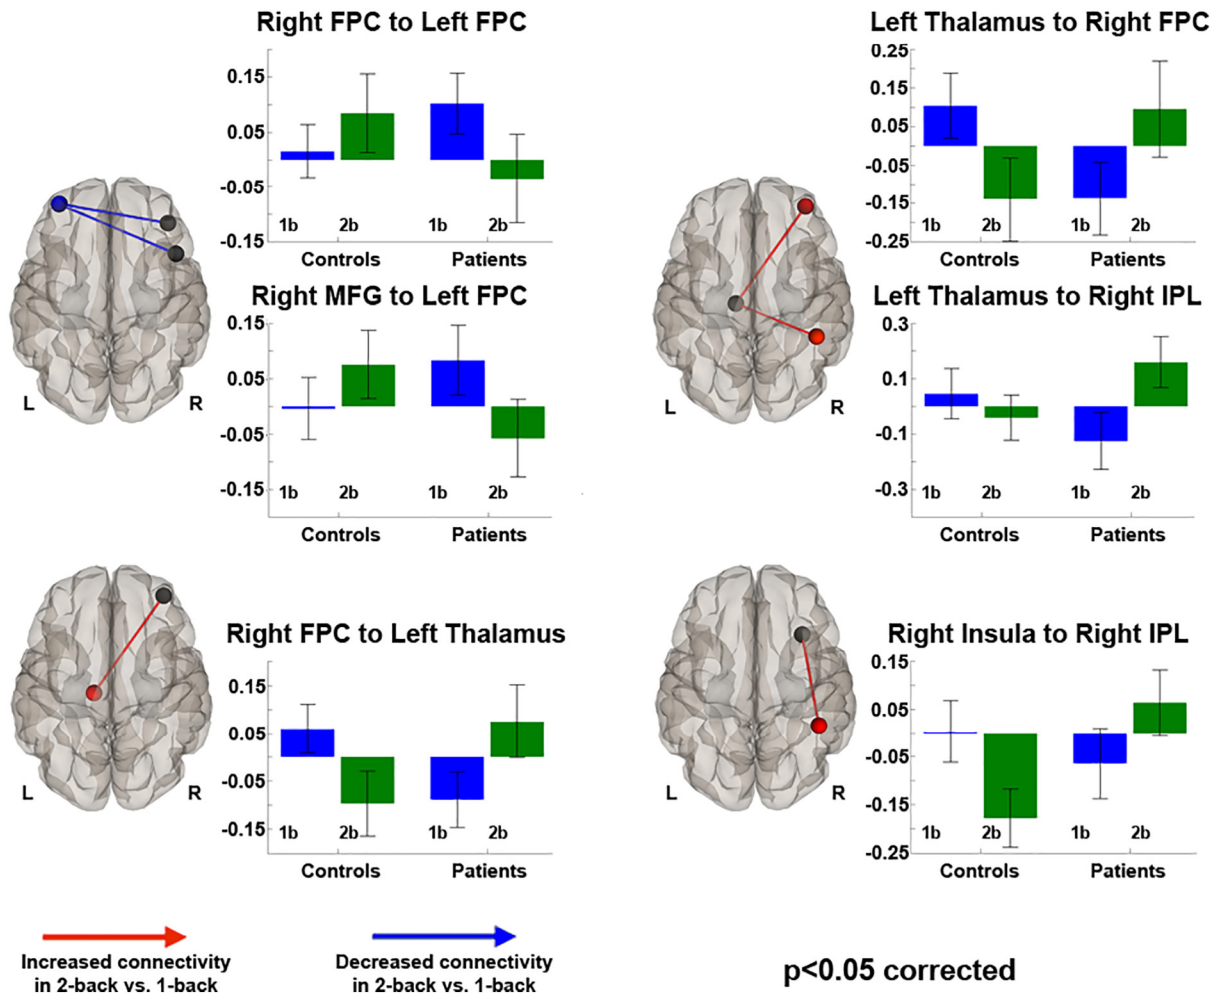 Right FPC to Left FPC
0.15
0.05
-0.05
-0.15
1b 2b 1b 2b
Controls Patients
Right MFG to Left FPC
0.15
0.05
-0.05
-0.15
1b 2b 1b 2b
Controls Patients
L R
Right FPC to Left Thalamus
0.15
0.05
-0.05
-0.15
1b 2b 1b 2b
Controls Patients
L R
Left Thalamus to Right FPC
0.25
0.15
0.05
-0.05
-0.15
-0.25
1b 2b 1b 2b
Controls Patients
Left Thalamus to Right IPL
0.3
0.1
-0.1
-0.3
1b 2b 1b 2b
Controls Patients
L R
Right Insula to Right IPL
0.15
0.05
-0.05
-0.15
-0.25
1b 2b 1b 2b
Controls Patients
L R
Increased connectivity
in 2-back vs. 1-back
Decreased connectivity
in 2-back vs. 1-back
p<0.05 corrected